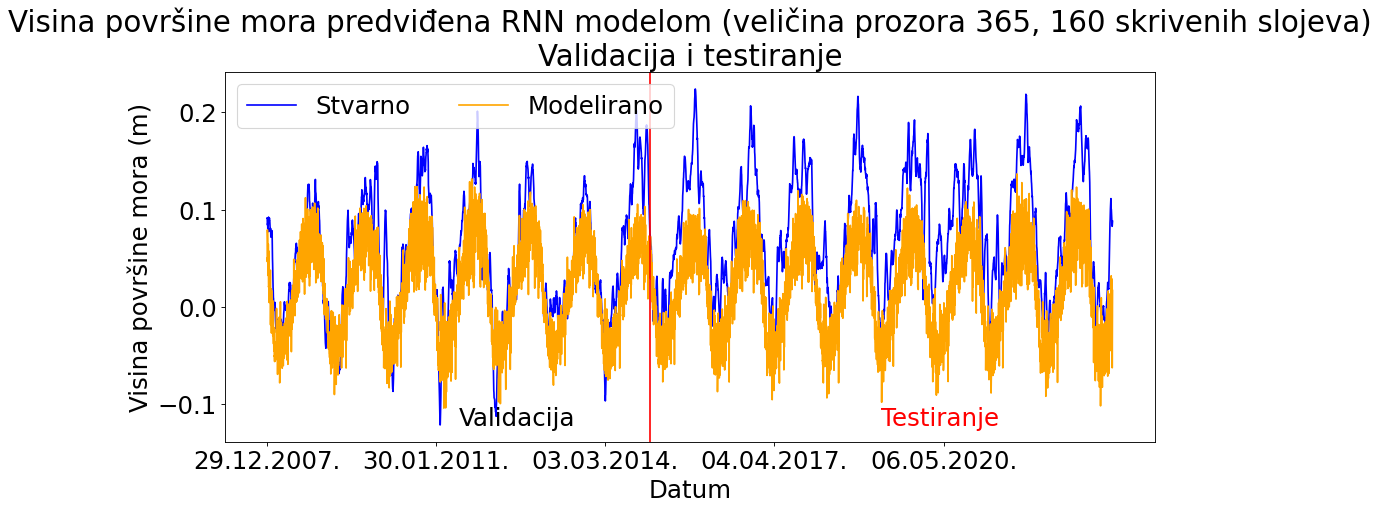 Visina površine mora predviđena RNN modelom (veličina prozora 365, 160 skrivenih slojeva)
Validacija i testiranje
Stvarno
Modelirano
Visina površine mora (m)
0.2
0.1
0.0
−0.1
Validacija
Testiranje
29.12.2007.
30.01.2011.
03.03.2014.
04.04.2017.
06.05.2020.
Datum